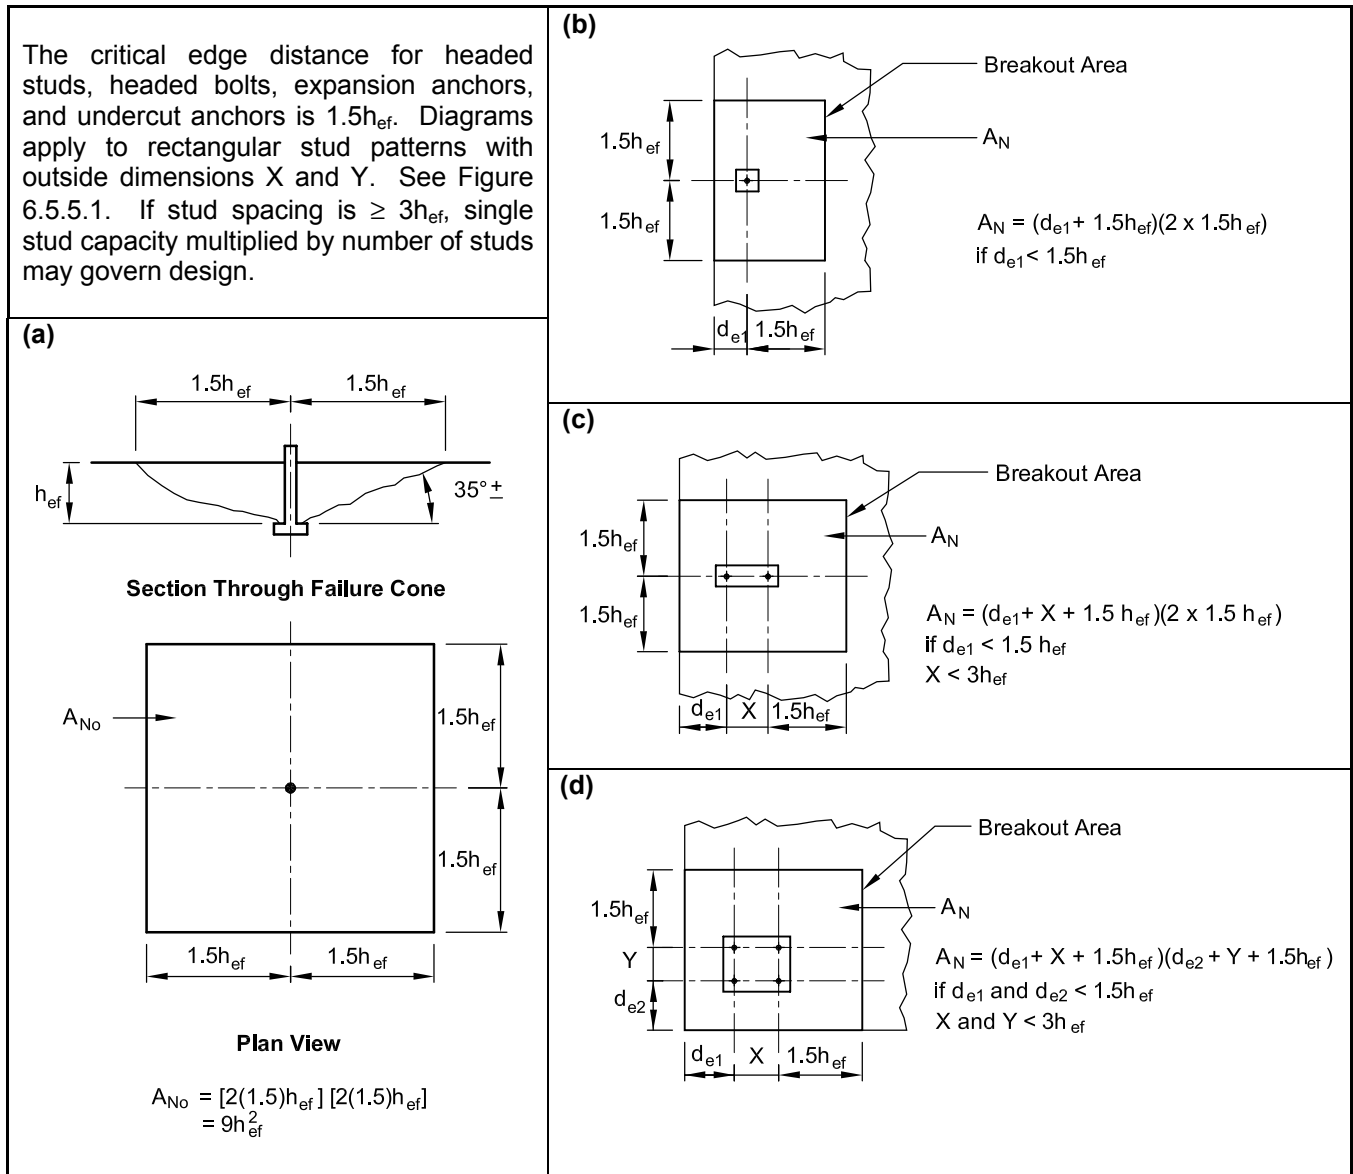 The critical edge distance for headed
studs, headed bolts, expansion anchors,
and undercut anchors is 1.5hef. Diagrams
apply to rectangular stud patterns with
outside dimensions X and Y. See Figure
6.5.5.1. If stud spacing is ≥ 3hef, single
stud capacity multiplied by number of studs
may govern design.
(a)
1.5hef 1.5hef
hef
35° ±
Section Through Failure Cone
ANo
1.5hef
1.5hef
1.5hef 1.5hef
Plan View
ANo = [2(1.5)hef] [2(1.5)hef]
= 9h²ef
(b)
Breakout Area
1.5hef
AN
1.5hef
AN = (de1 + 1.5hef)(2 x 1.5hef)
if de1 < 1.5hef
de1 1.5hef
(c)
Breakout Area
1.5hef
AN
1.5hef
AN = (de1 + X + 1.5 hef)(2 x 1.5 hef)
if de1 < 1.5 hef
X < 3hef
de1 X 1.5hef
(d)
Breakout Area
1.5hef
AN
Y
AN = (de1 + X + 1.5hef)(de2 + Y + 1.5hef)
if de1 and de2 < 1.5hef
de2
X and Y < 3hef
de1 X 1.5hef